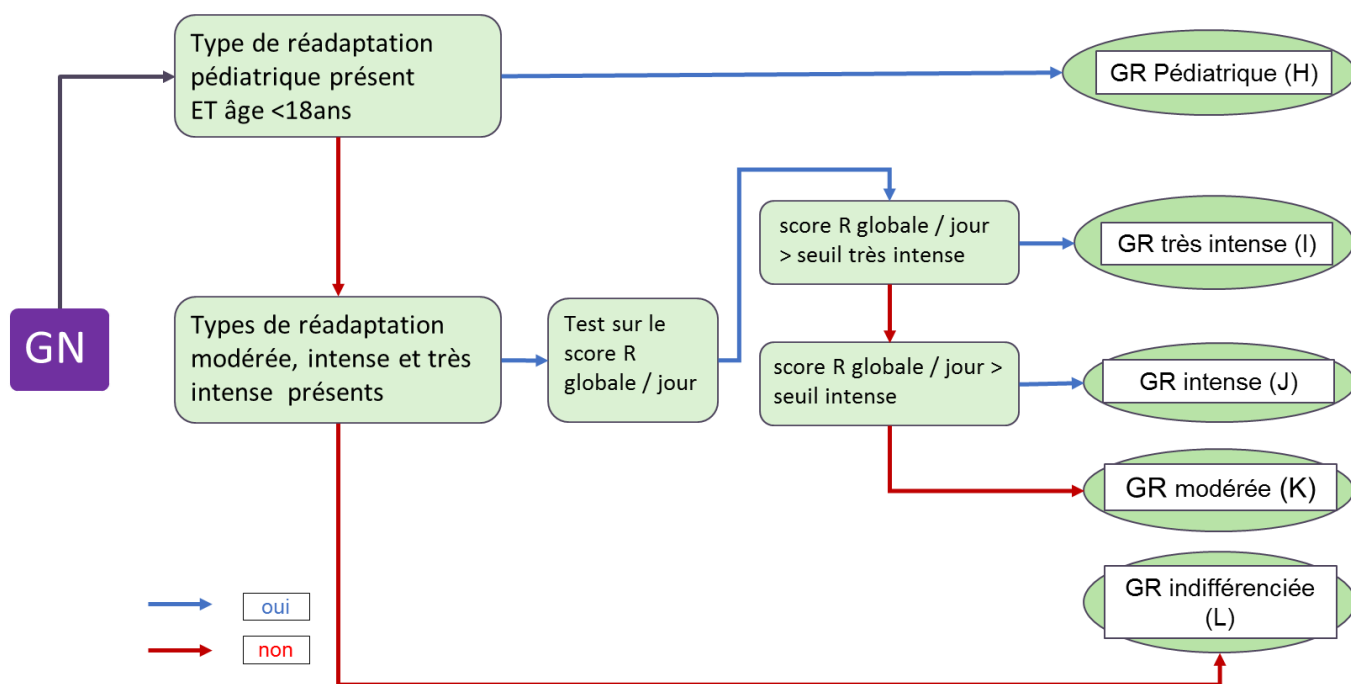 Type de réadaptation
pédiatrique présent
ET âge <18ans
GR Pédiatrique (H)
score R globale / jour
> seuil très intense
GR très intense (I)
GN
Types de réadaptation
modérée, intense et très
intense présents
Test sur le
score R
globale / jour
score R globale / jour >
seuil intense
GR intense (J)
GR modérée (K)
GR indifférenciée
(L)
oui
non